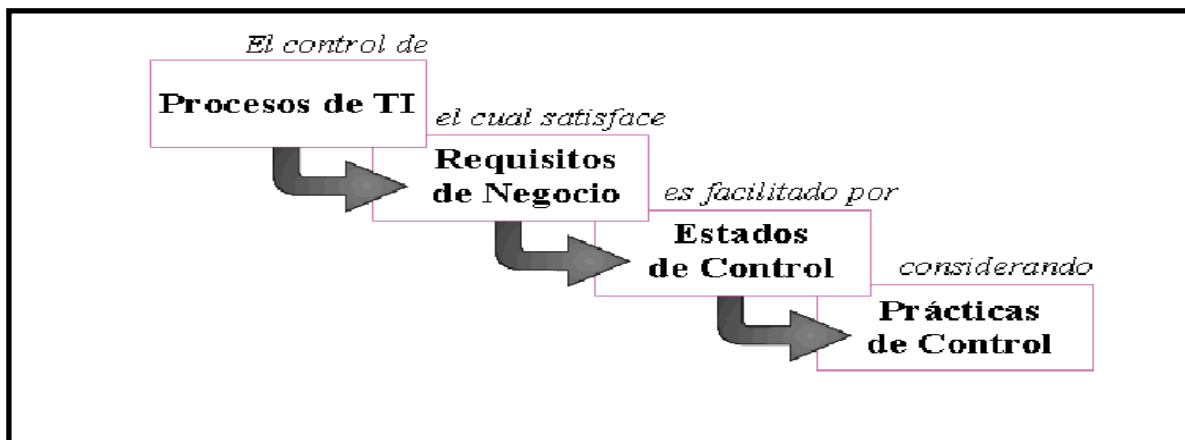 El control de
Procesos de TI
el cual satisface
Requisitos
de Negocio
es facilitado por
Estados
de Control
considerando
Prácticas
de Control